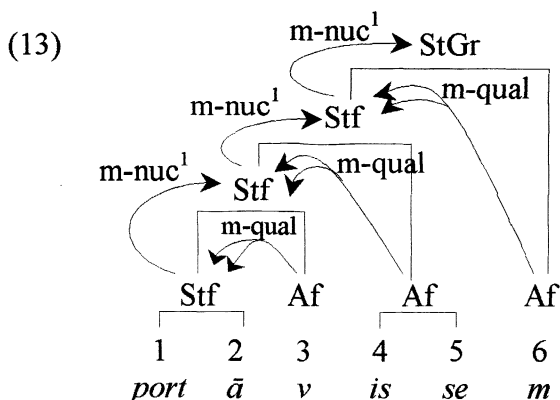 (13)
m-nuc¹ StGr
m-nuc¹ Stf m-qual
m-nuc¹ Stf m-qual
m-qual
Stf Af Af Af
1 2 3 4 5 6
port ā v is se m